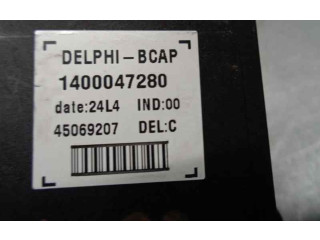 DELPHI-BCAP
1400047280
date:24L4 IND:00
45069207 DEL:C